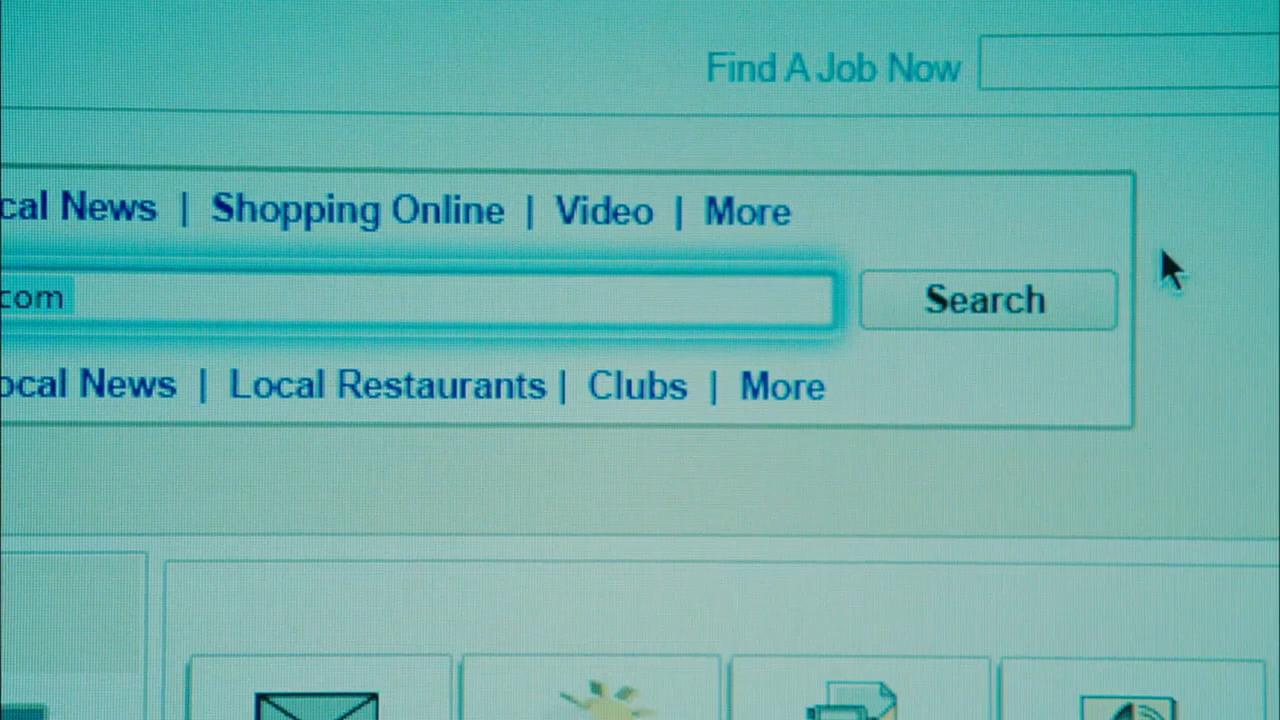 Find A Job Now
cal News | Shopping Online | Video | More
com
Search
ocal News | Local Restaurants | Clubs | More